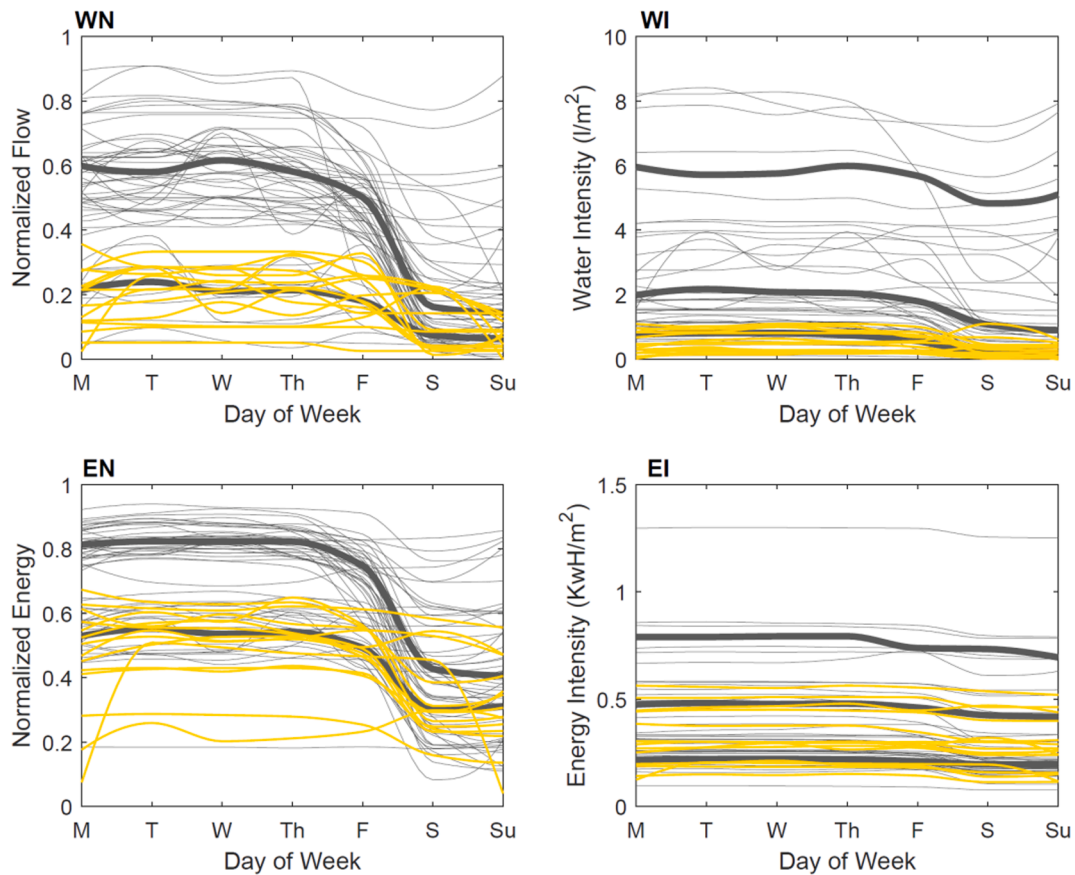 WN
Normalized Flow
1
0.8
0.6
0.4
0.2
0
M T W Th F S Su
Day of Week
WI
Water Intensity (l/m²)
10
8
6
4
2
0
M T W Th F S Su
Day of Week
EN
Normalized Energy
1
0.8
0.6
0.4
0.2
0
M T W Th F S Su
Day of Week
EI
Energy Intensity (KwH/m²)
1.5
1
0.5
0
M T W Th F S Su
Day of Week